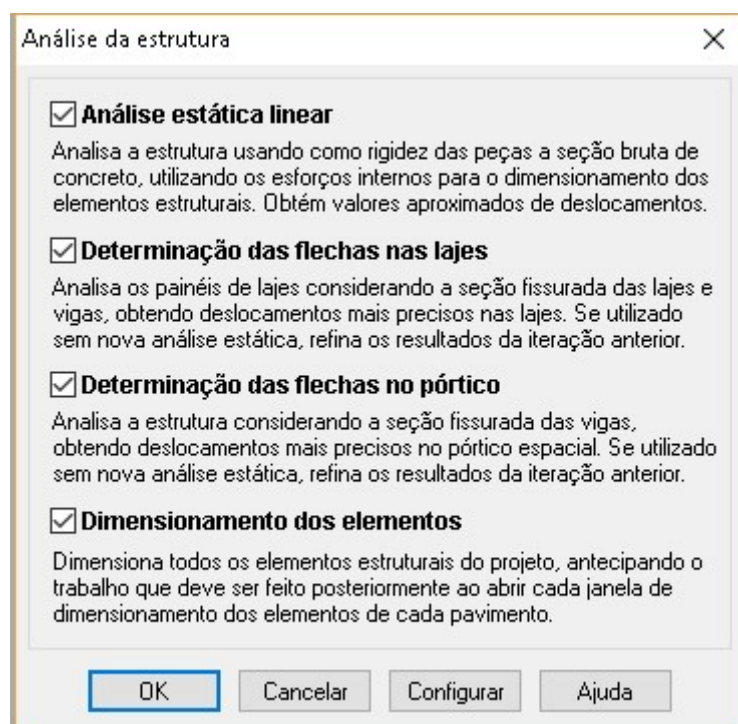 Análise da estrutura
Análise estática linear
Analisa a estrutura usando como rigidez das peças a seção bruta de
concreto, utilizando os esforços internos para o dimensionamento dos
elementos estruturais. Obtém valores aproximados de deslocamentos.
Determinação das flechas nas lajes
Analisa os painéis de lajes considerando a seção fissurada das lajes e
vigas, obtendo deslocamentos mais precisos nas lajes. Se utilizado
sem nova análise estática, refina os resultados da iteração anterior.
Determinação das flechas no pórtico
Analisa a estrutura considerando a seção fissurada das vigas,
obtendo deslocamentos mais precisos no pórtico espacial. Se utilizado
sem nova análise estática, refina os resultados da iteração anterior.
Dimensionamento dos elementos
Dimensiona todos os elementos estruturais do projeto, antecipando o
trabalho que deve ser feito posteriormente ao abrir cada janela de
dimensionamento dos elementos de cada pavimento.
OK Cancelar Configurar Ajuda